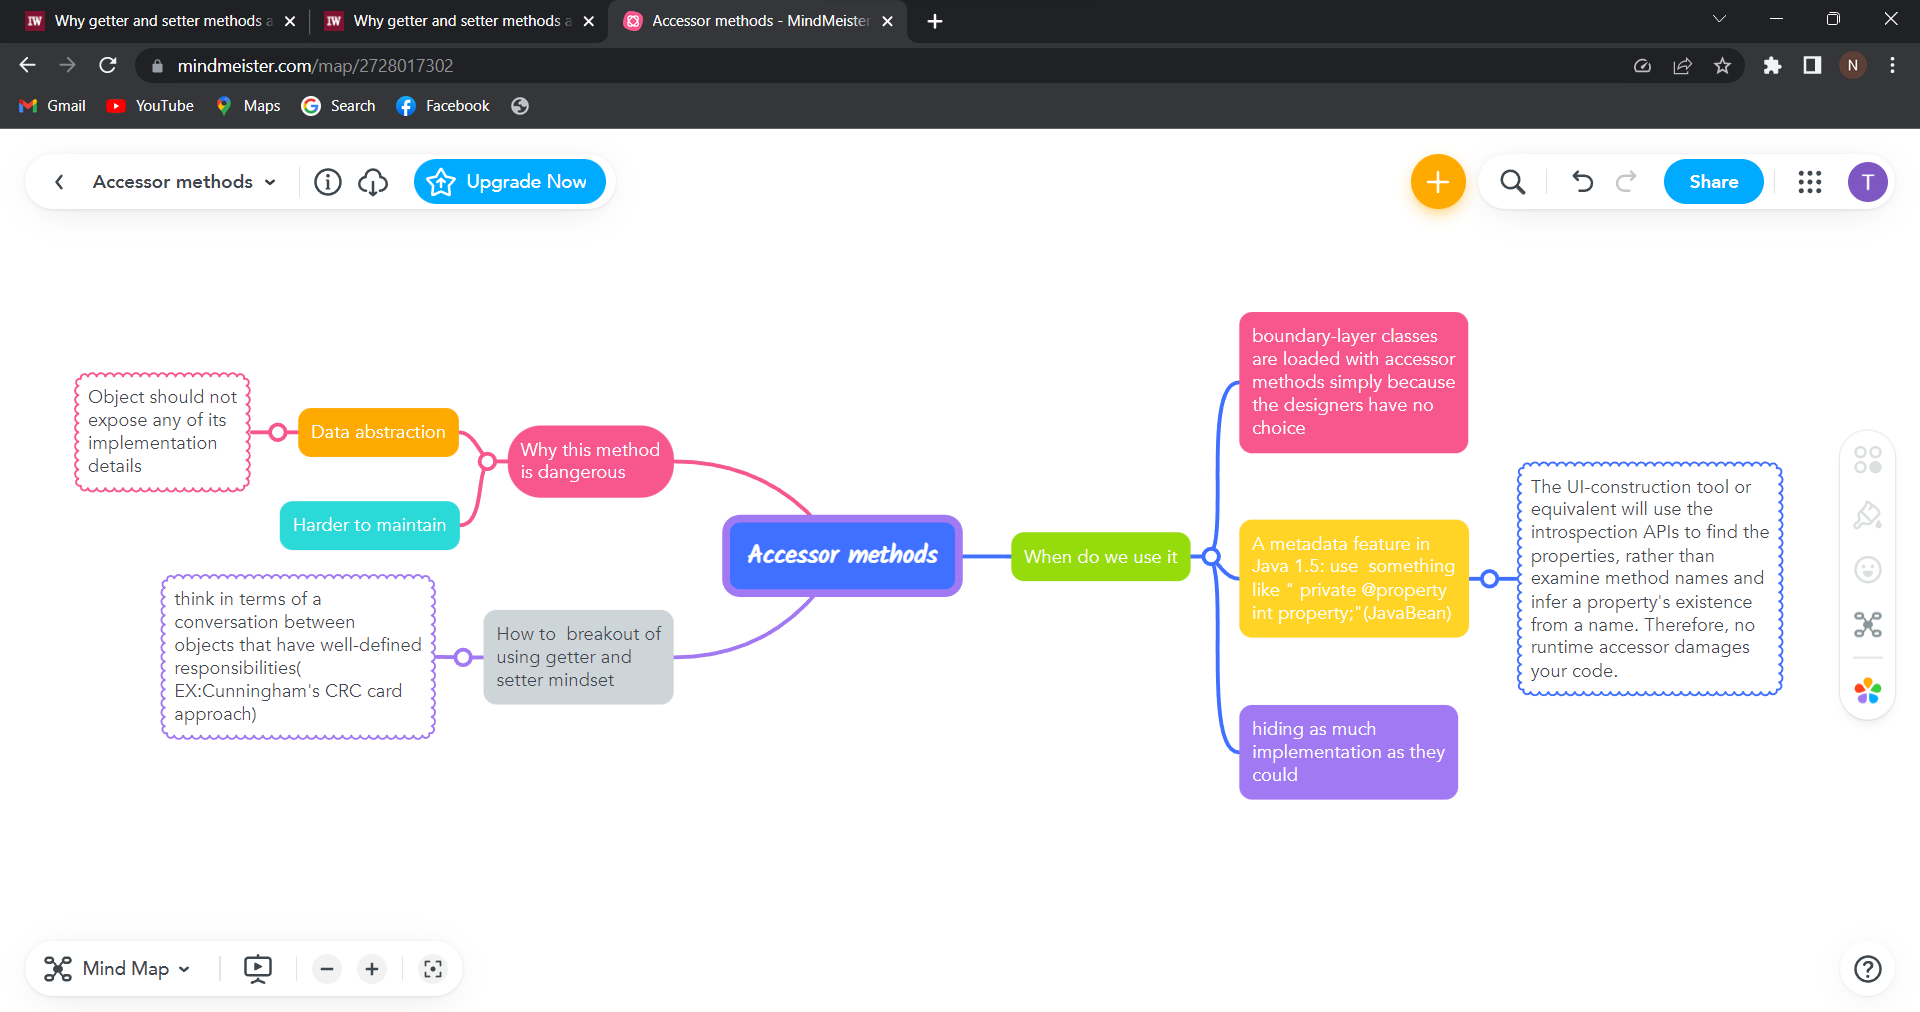 Why getter and setter methods a
Why getter and setter methods a
Accessor methods - MindMeister
mindmeister.com/map/2728017302
N
Gmail
YouTube
Maps
Search
Facebook
Accessor methods
Upgrade Now
Share
T
Object should not
expose any of its
implementation
details
Data abstraction
Harder to maintain
Why this method
is dangerous
think in terms of a
conversation between
objects that have well-defined
responsibilities(
EX:Cunningham's CRC card
approach)
How to  breakout of
using getter and
setter mindset
Accessor methods
When do we use it
boundary-layer classes
are loaded with accessor
methods simply because
the designers have no
choice
A metadata feature in
Java 1.5: use  something
like " private @property
int property;"(JavaBean)
The UI-construction tool or
equivalent will use the
introspection APIs to find the
properties, rather than
examine method names and
infer a property's existence
from a name. Therefore, no
runtime accessor damages
your code.
hiding as much
implementation as they
could
Mind Map